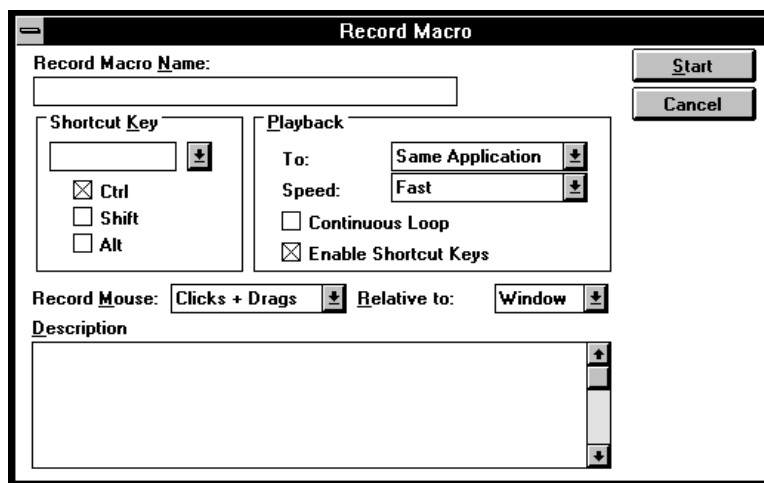 Record Macro
Record Macro Name:
Start
Cancel
Shortcut Key
Ctrl
Shift
Alt
Playback
To: Same Application
Speed: Fast
Continuous Loop
Enable Shortcut Keys
Record Mouse: Clicks + Drags Relative to: Window
Description